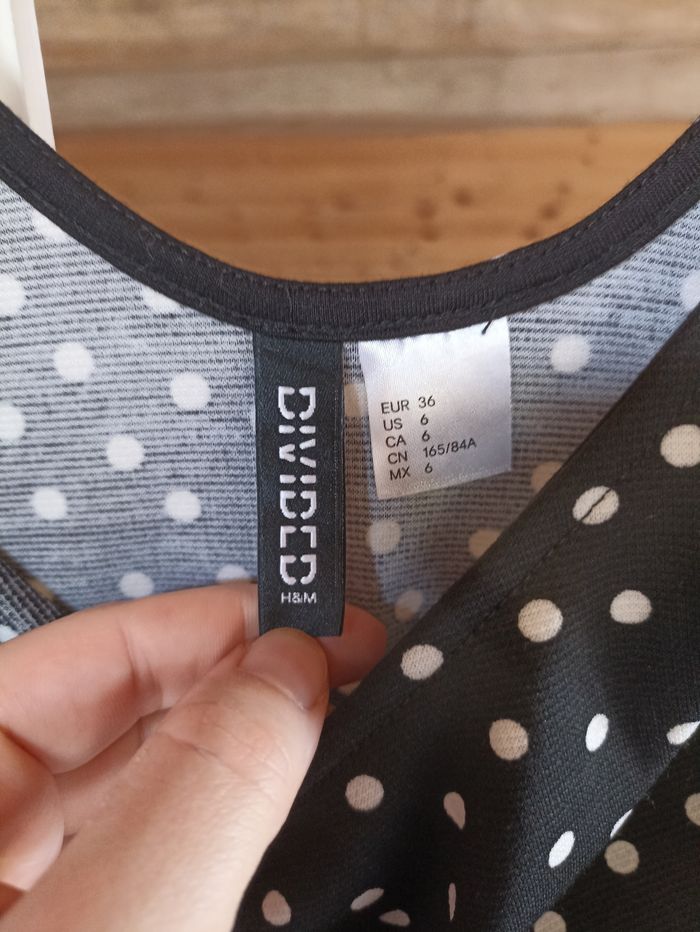 DIVIDED
H&M
EUR 36
US 6
CA 6
CN 165/84A
MX 6